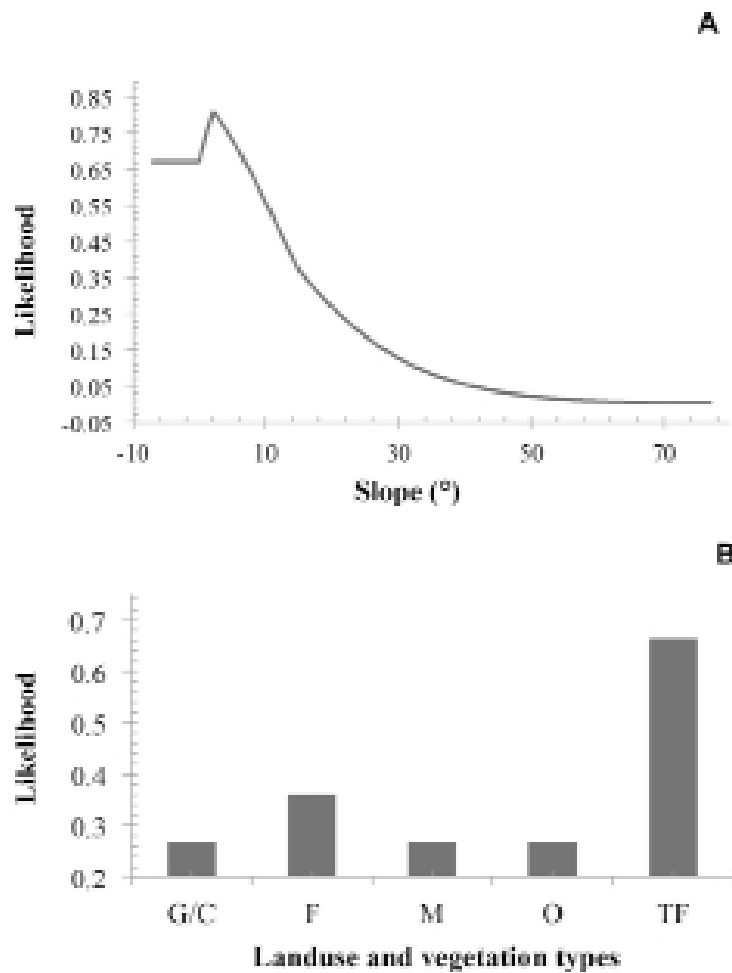 A
Likelihood
0.85
0.75
0.65
0.55
0.45
0.35
0.25
0.15
0.05
-0.05
-10 10 30 50 70
Slope (°)
B
Likelihood
0.7
0.6
0.5
0.4
0.3
0.2
G/C F M O TF
Landuse and vegetation types